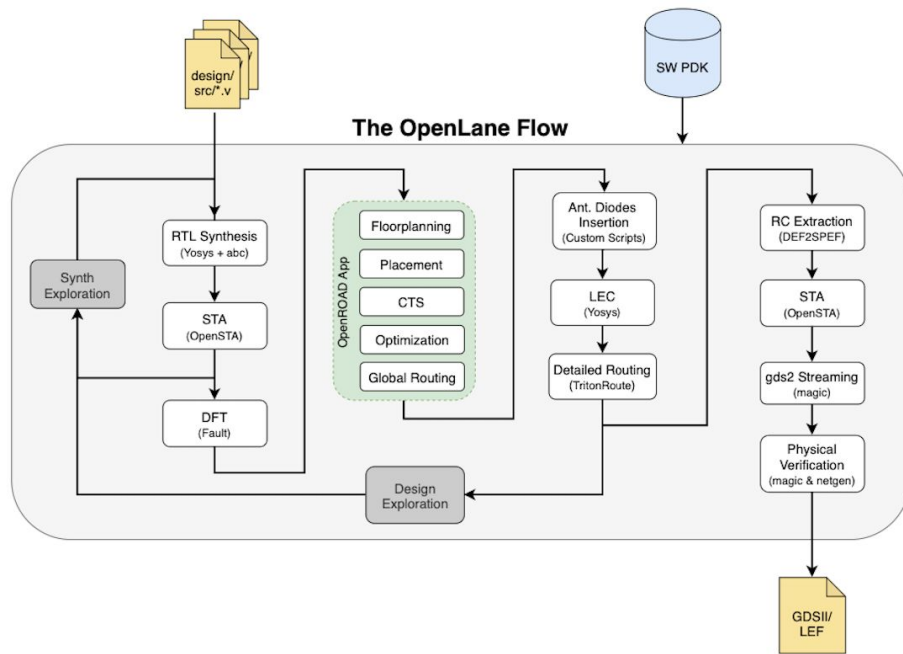 design/
src/*.v
SW PDK
The OpenLane Flow
RTL Synthesis
(Yosys + abc)
Synth
Exploration
STA
(OpenSTA)
DFT
(Fault)
OpenROAD App
Floorplanning
Placement
CTS
Optimization
Global Routing
Design
Exploration
Ant. Diodes
Insertion
(Custom Scripts)
LEC
(Yosys)
Detailed Routing
(TritonRoute)
RC Extraction
(DEF2SPEF)
STA
(OpenSTA)
gds2 Streaming
(magic)
Physical
Verification
(magic & netgen)
GDSII/
LEF